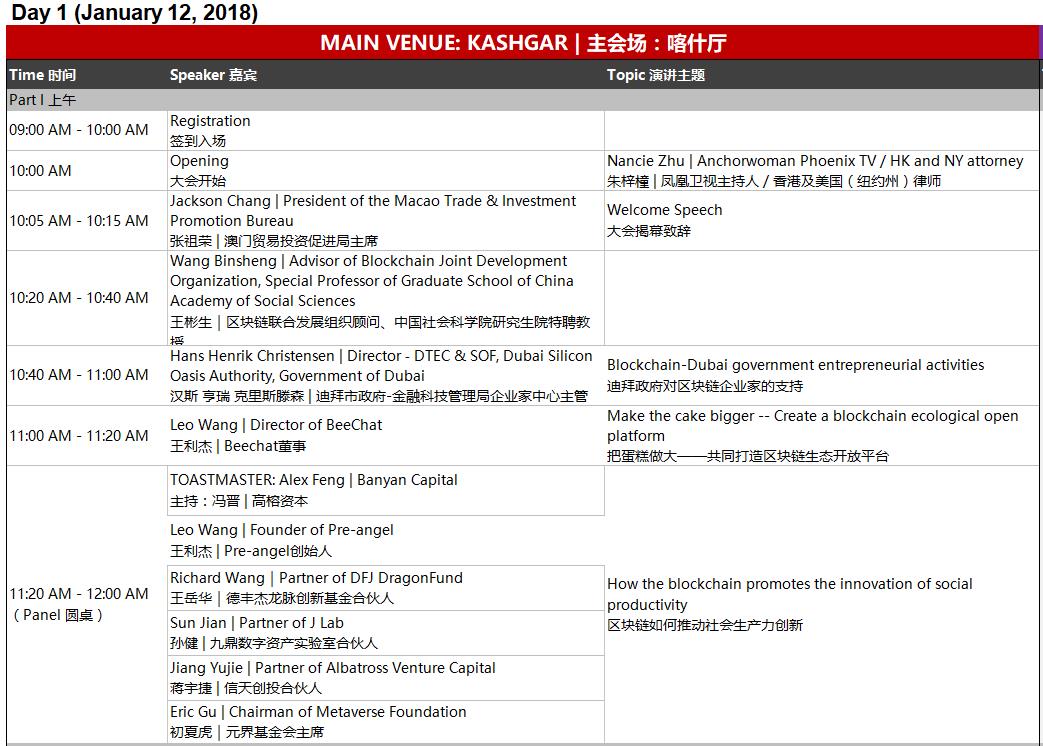 Day 1 (January 12, 2018)
MAIN VENUE: KASHGAR | 主会场：喀什厅
Time 时间
Speaker 嘉宾
Topic 演讲主题
Part I 上午
09:00 AM - 10:00 AM
Registration
签到入场
10:00 AM
Opening
大会开始
Nancie Zhu | Anchorwoman Phoenix TV / HK and NY attorney
朱梓橦 | 凤凰卫视主持人 / 香港及美国（纽约州）律师
10:05 AM - 10:15 AM
Jackson Chang | President of the Macao Trade & Investment
Promotion Bureau
张祖荣 | 澳门贸易投资促进局主席
Welcome Speech
大会揭幕致辞
10:20 AM - 10:40 AM
Wang Binsheng | Advisor of Blockchain Joint Development
Organization, Special Professor of Graduate School of China
Academy of Social Sciences
王彬生 | 区块链联合发展组织顾问、中国社会科学院研究生院特聘教
授
10:40 AM - 11:00 AM
Hans Henrik Christensen | Director - DTEC & SOF, Dubai Silicon
Oasis Authority, Government of Dubai
汉斯 亨瑞 克里斯滕森 | 迪拜市政府-金融科技管理局企业家中心主管
Blockchain-Dubai government entrepreneurial activities
迪拜政府对区块链企业家的支持
11:00 AM - 11:20 AM
Leo Wang | Director of BeeChat
王利杰 | Beechat董事
Make the cake bigger -- Create a blockchain ecological open
platform
把蛋糕做大——共同打造区块链生态开放平台
11:20 AM - 12:00 AM
（Panel 圆桌）
TOASTMASTER: Alex Feng | Banyan Capital
主持：冯晋 | 高榕资本
Leo Wang | Founder of Pre-angel
王利杰 | Pre-angel创始人
Richard Wang | Partner of DFJ DragonFund
王岳华 | 德丰杰龙脉创新基金合伙人
Sun Jian | Partner of J Lab
孙健 | 九鼎数字资产实验室合伙人
Jiang Yujie | Partner of Albatross Venture Capital
蒋宇捷 | 信天创投合伙人
Eric Gu | Chairman of Metaverse Foundation
初夏虎 | 元界基金会主席
How the blockchain promotes the innovation of social
productivity
区块链如何推动社会生产力创新